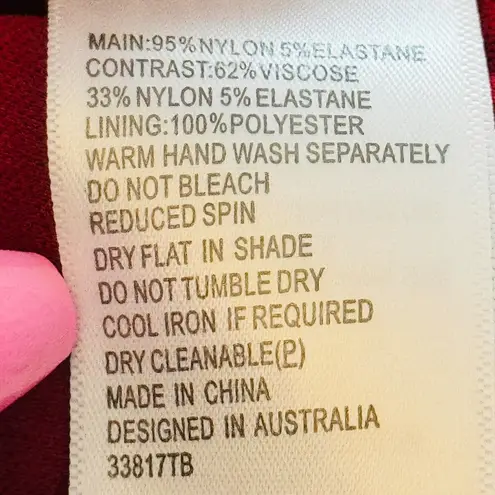 MAIN:95%NYLON 5%ELASTANE
CONTRAST:62%VISCOSE
33%NYLON 5%ELASTANE
LINING:100%POLYESTER
WARM HAND WASH SEPARATELY
DO NOT BLEACH
REDUCED SPIN
DRY FLAT IN SHADE
DO NOT TUMBLE DRY
COOL IRON IF REQUIRED
DRY CLEANABLE(P)
MADE IN CHINA
DESIGNED IN AUSTRALIA
33817TB